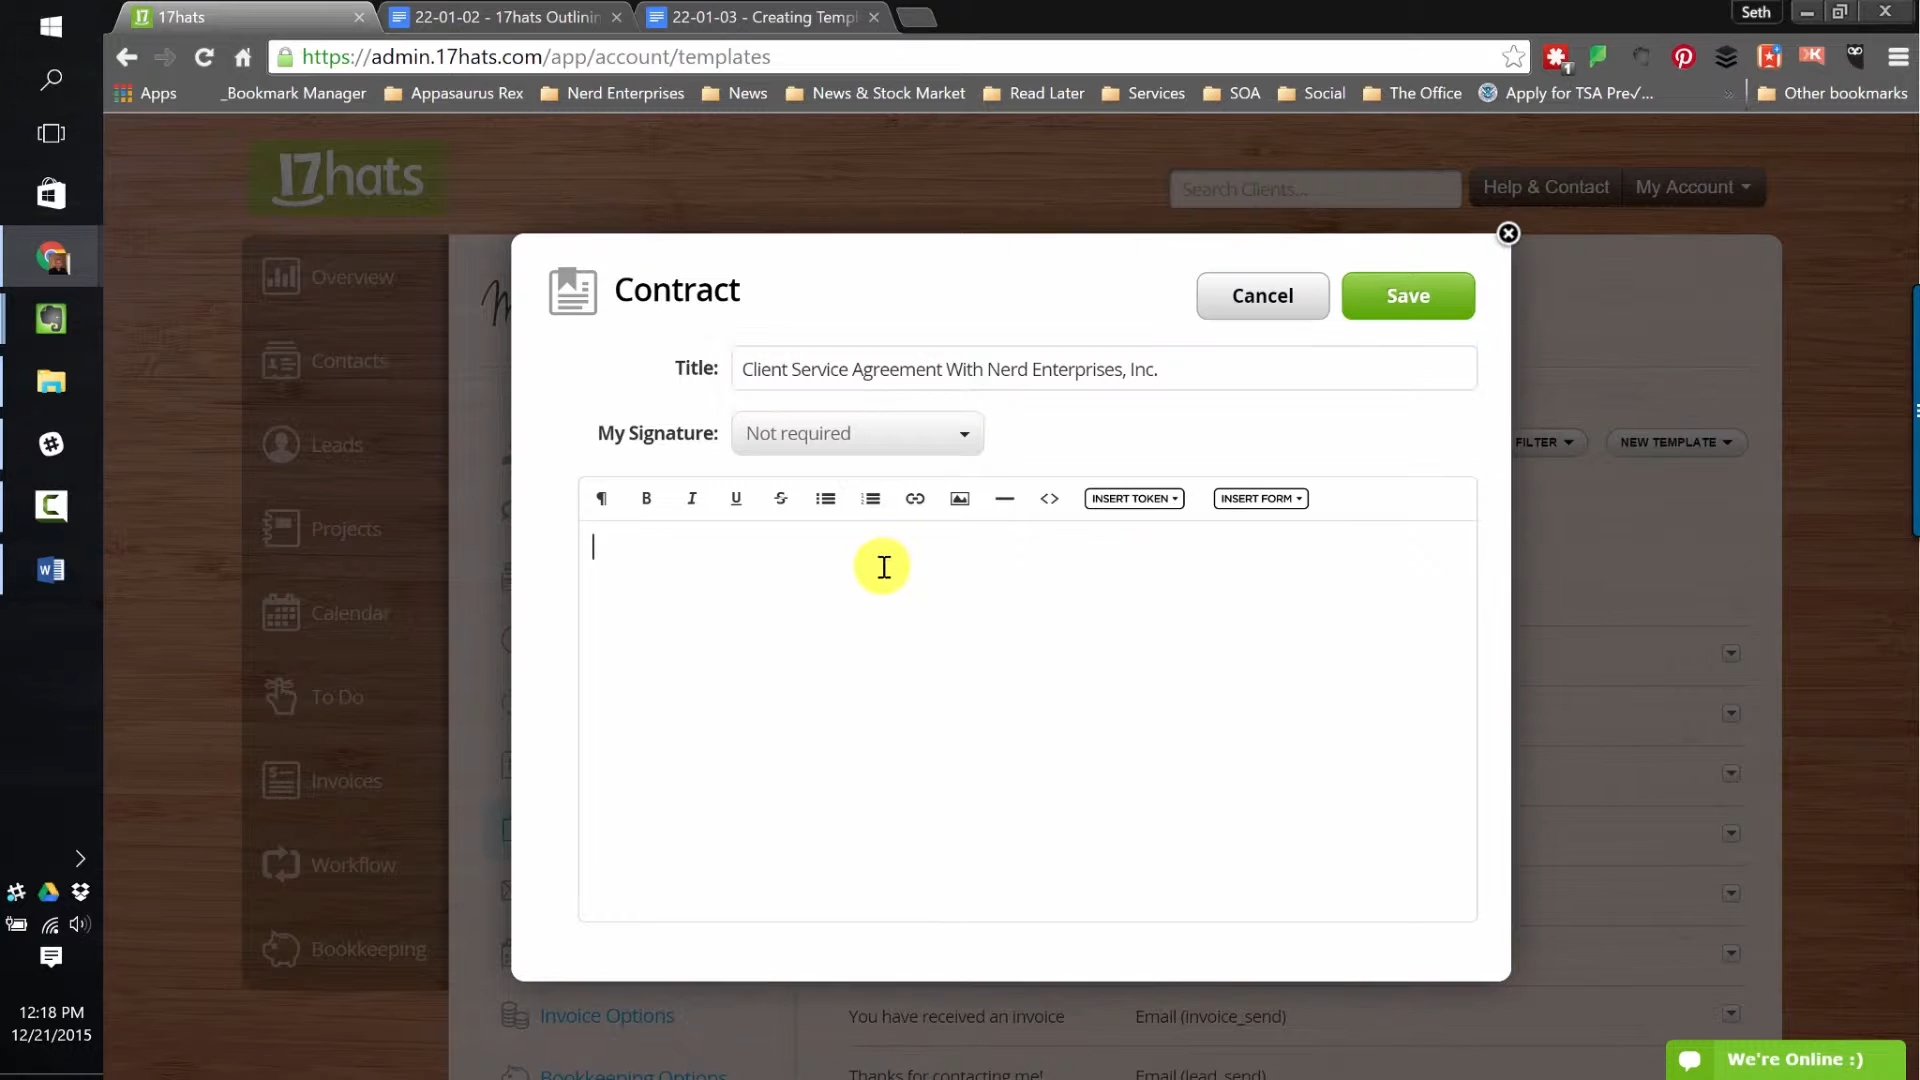 17hats
22-01-02 - 17hats Outlinin
22-01-03 - Creating Templ
Seth
https://admin.17hats.com/app/account/templates
1
Apps
_Bookmark Manager
Appasaurus Rex
Nerd Enterprises
News
News & Stock Market
Read Later
Services
SOA
Social
The Office
Apply for TSA Pre✓...
»
Other bookmarks
17hats
Search Clients...
Help & Contact
My Account
Overview
Contacts
Leads
Projects
Calendar
To Do
Invoices
Workflow
Bookkeeping
Contract
Cancel
Save
Title:
Client Service Agreement With Nerd Enterprises, Inc.
My Signature:
Not required
FILTER
NEW TEMPLATE
INSERT TOKEN
INSERT FORM
Invoice Options
You have received an invoice
Email (invoice_send)
Bookkeeping Options
Thanks for contacting me!
Email (lead_send)
We're Online :)
12:18 PM
12/21/2015